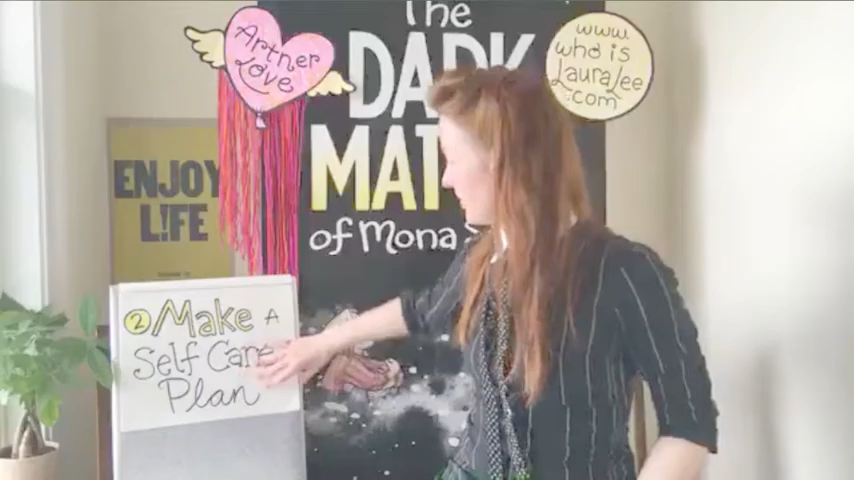 The
DARK
MAT
of Mona
Artner
Love
www
who is
LauraLee
.com
ENJOY
L!FE
② Make A
Self Care
Plan